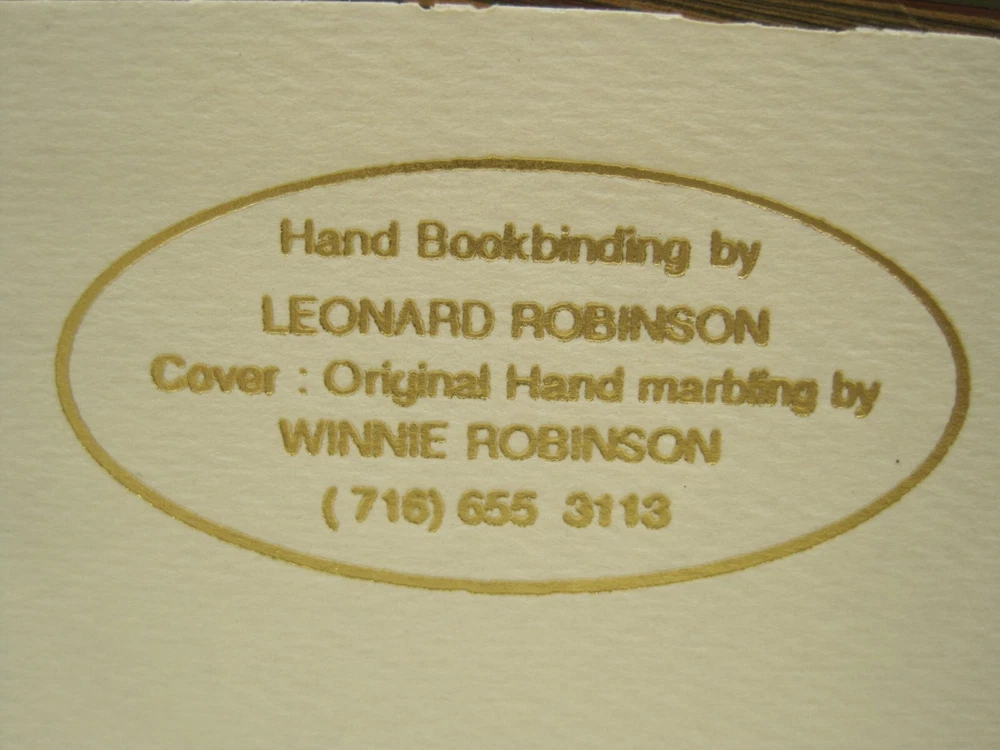 Hand Bookbinding by
LEONARD ROBINSON
Cover : Original Hand marbling by
WINNIE ROBINSON
( 716) 655 3113